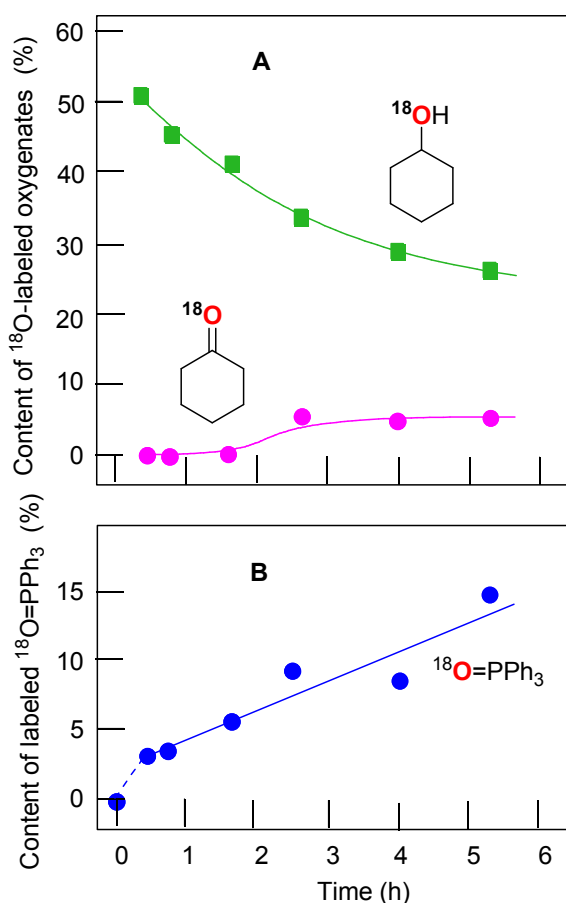 Content of ¹⁸O-labeled oxygenates (%)
60
50
40
30
20
10
0
A
¹⁸OH
¹⁸O
Content of labeled ¹⁸O=PPh₃ (%)
15
10
5
0
B
¹⁸O=PPh₃
0 1 2 3 4 5 6
Time (h)